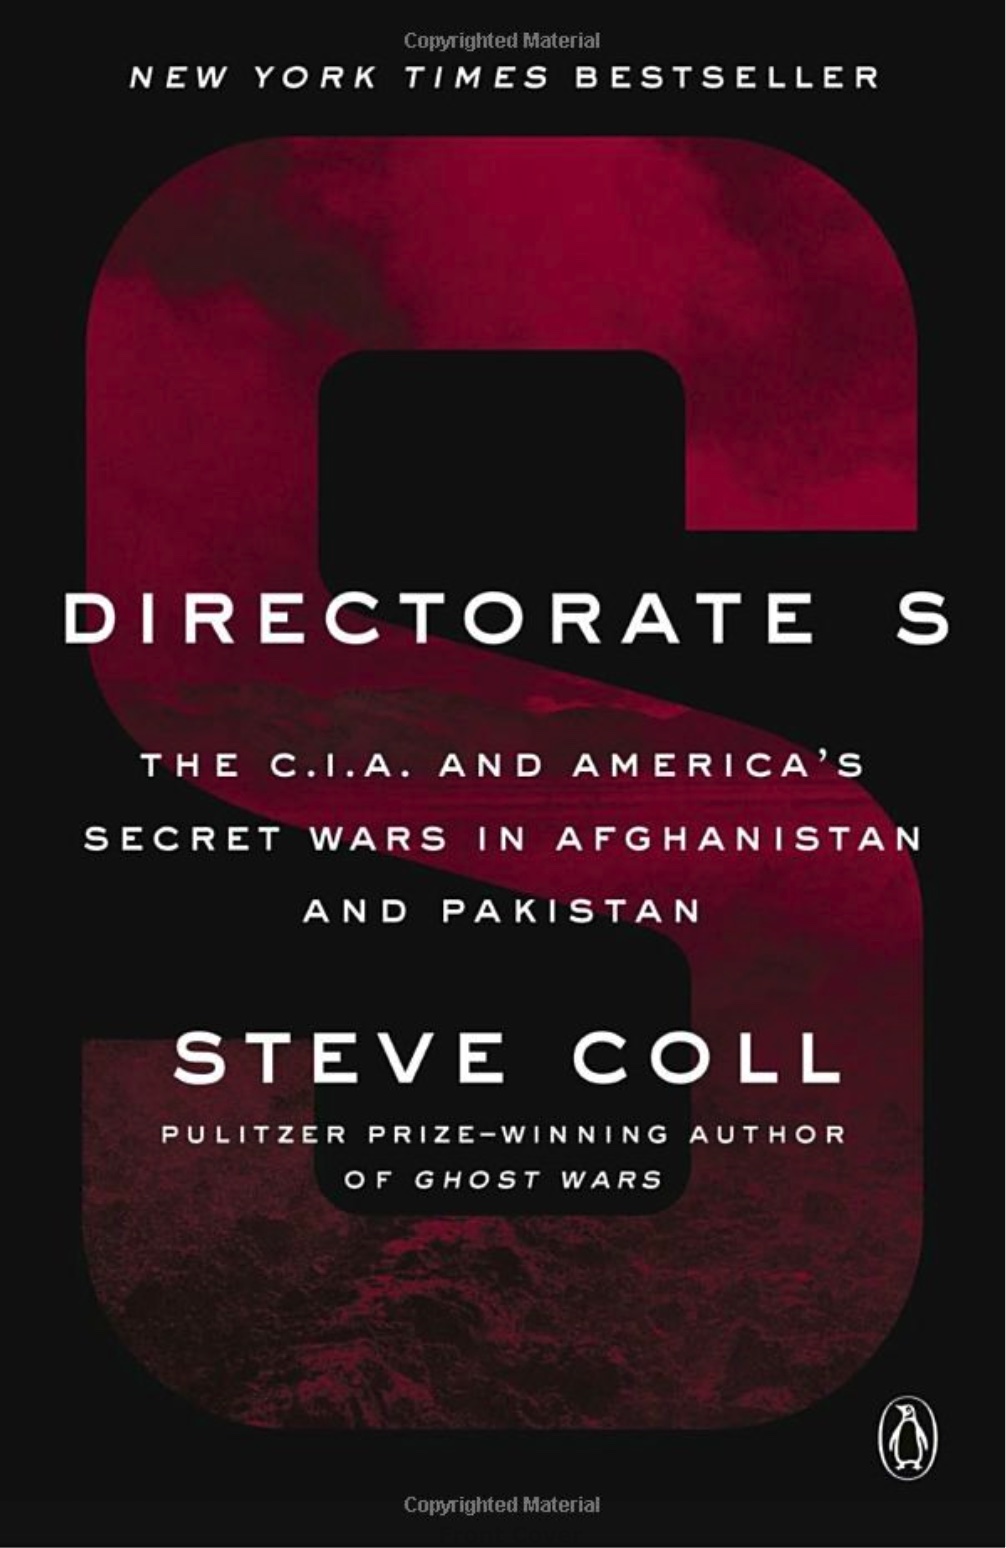 Copyrighted Material
NEW YORK TIMES BESTSELLER
DIRECTORATE S
THE C.I.A. AND AMERICA'S
SECRET WARS IN AFGHANISTAN
AND PAKISTAN
STEVE COLL
PULITZER PRIZE–WINNING AUTHOR
OF GHOST WARS
Copyrighted Material